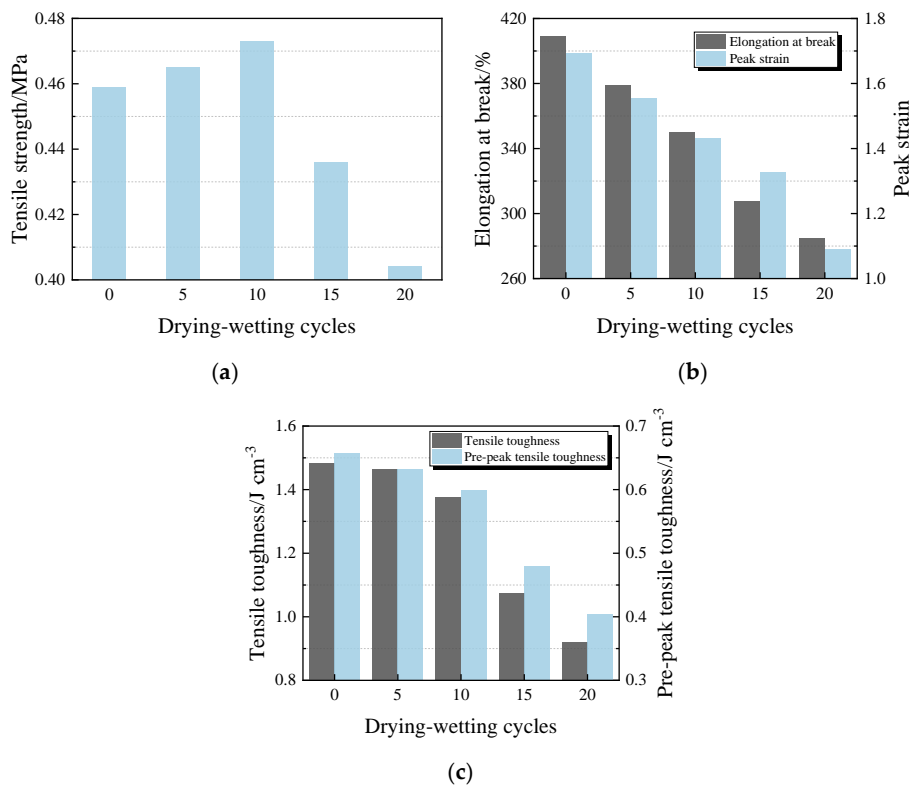 0.48
0.46
0.44
0.42
0.40
Tensile strength/MPa
0 5 10 15 20
Drying-wetting cycles
(a)
420
380
340
300
260
Elongation at break/%
Elongation at break
Peak strain
1.8
1.6
1.4
1.2
1.0
Peak strain
0 5 10 15 20
Drying-wetting cycles
(b)
1.6
1.4
1.2
1.0
0.8
Tensile toughness/J cm⁻³
Tensile toughness
Pre-peak tensile toughness
0.7
0.6
0.5
0.4
0.3
Pre-peak tensile toughness/J cm⁻³
0 5 10 15 20
Drying-wetting cycles
(c)